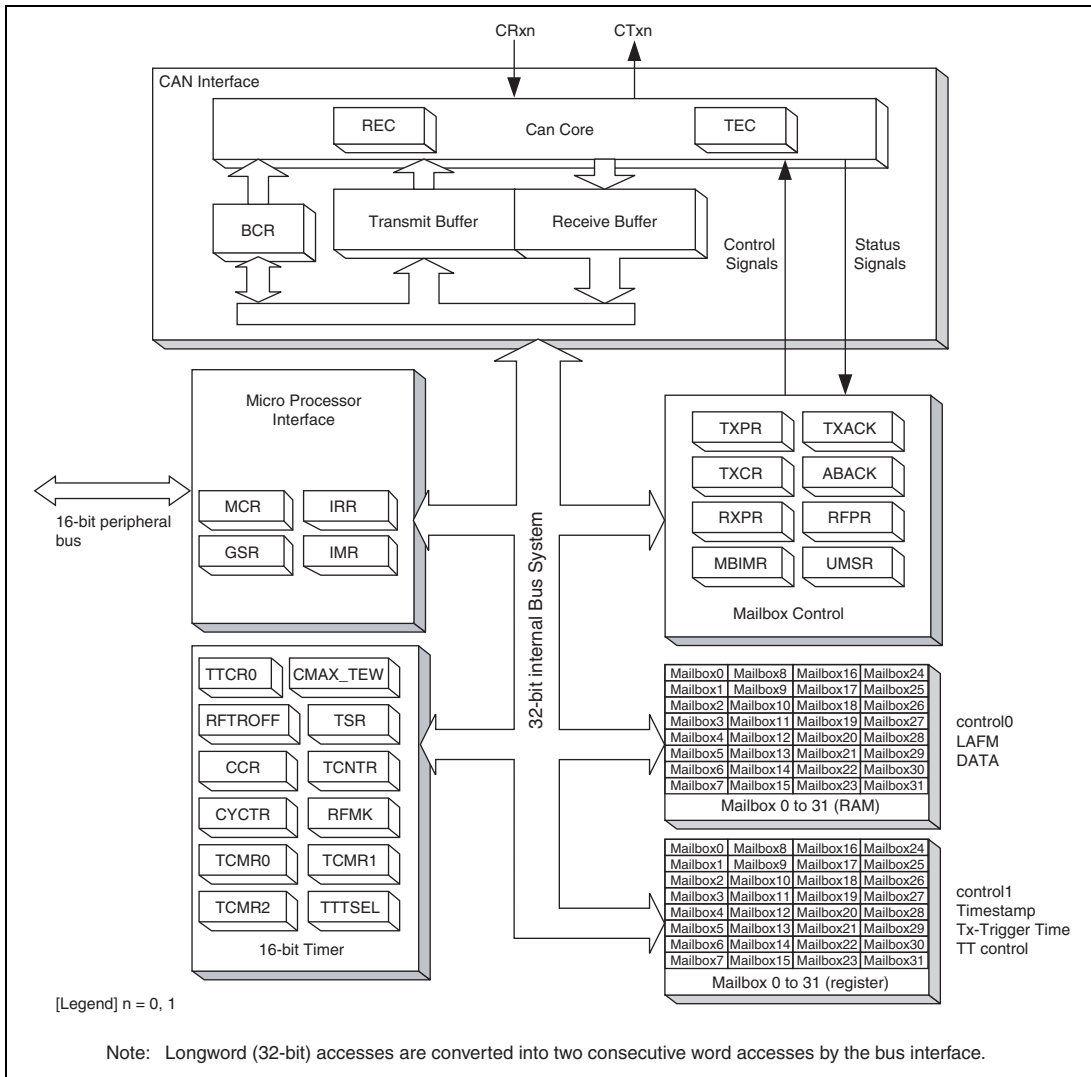 CRxn CTxn
CAN Interface
REC Can Core TEC
BCR Transmit Buffer Receive Buffer
Control Signals
Status Signals
Micro Processor
Interface
MCR IRR
GSR IMR
16-bit peripheral
bus
32-bit internal Bus System
TXPR TXACK
TXCR ABACK
RXPR RFPR
MBIMR UMSR
Mailbox Control
TTCR0 CMAX_TEW
RFTROFF TSR
CCR TCNTR
CYCTR RFMK
TCMR0 TCMR1
TCMR2 TTTSEL
16-bit Timer
Mailbox0 Mailbox8 Mailbox16 Mailbox24
Mailbox1 Mailbox9 Mailbox17 Mailbox25
Mailbox2 Mailbox10 Mailbox18 Mailbox26
Mailbox3 Mailbox11 Mailbox19 Mailbox27
Mailbox4 Mailbox12 Mailbox20 Mailbox28
Mailbox5 Mailbox13 Mailbox21 Mailbox29
Mailbox6 Mailbox14 Mailbox22 Mailbox30
Mailbox7 Mailbox15 Mailbox23 Mailbox31
Mailbox 0 to 31 (RAM)
control0
LAFM
DATA
Mailbox0 Mailbox8 Mailbox16 Mailbox24
Mailbox1 Mailbox9 Mailbox17 Mailbox25
Mailbox2 Mailbox10 Mailbox18 Mailbox26
Mailbox3 Mailbox11 Mailbox19 Mailbox27
Mailbox4 Mailbox12 Mailbox20 Mailbox28
Mailbox5 Mailbox13 Mailbox21 Mailbox29
Mailbox6 Mailbox14 Mailbox22 Mailbox30
Mailbox7 Mailbox15 Mailbox23 Mailbox31
Mailbox 0 to 31 (register)
control1
Timestamp
Tx-Trigger Time
TT control
[Legend] n = 0, 1
Note: Longword (32-bit) accesses are converted into two consecutive word accesses by the bus interface.